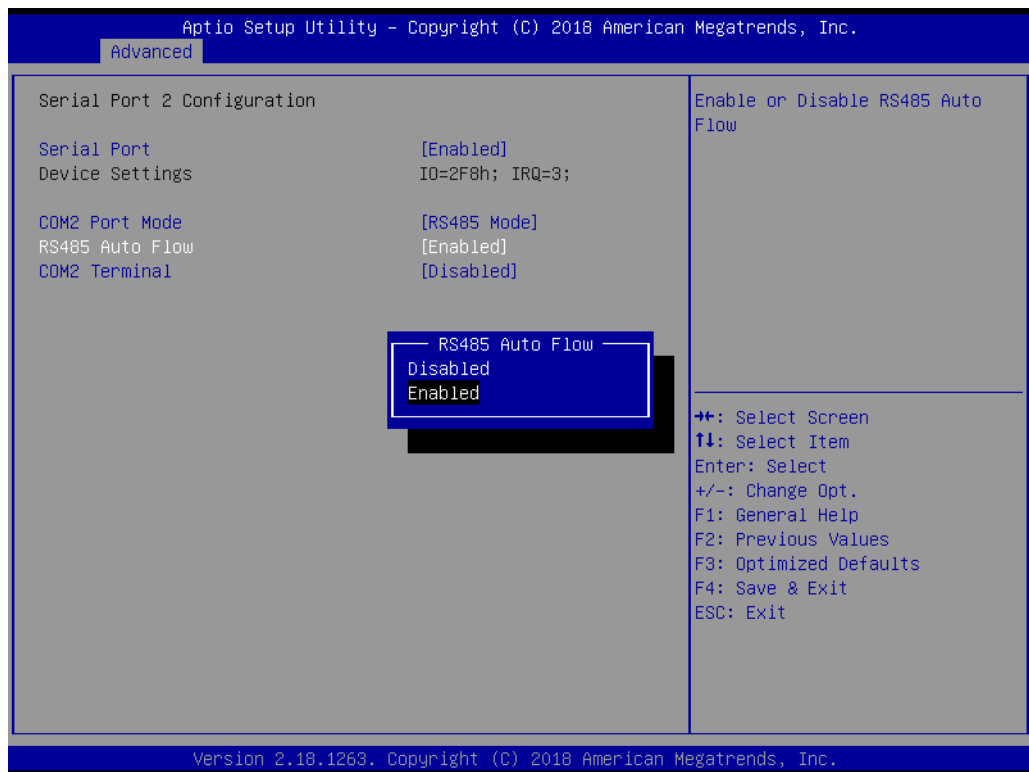 Aptio Setup Utility – Copyright (C) 2018 American Megatrends, Inc.
Advanced
Serial Port 2 Configuration
Serial Port [Enabled]
Device Settings IO=2F8h; IRQ=3;
COM2 Port Mode [RS485 Mode]
RS485 Auto Flow [Enabled]
COM2 Terminal [Disabled]
RS485 Auto Flow
Disabled
Enabled
Enable or Disable RS485 Auto
Flow
→←: Select Screen
↑↓: Select Item
Enter: Select
+/-: Change Opt.
F1: General Help
F2: Previous Values
F3: Optimized Defaults
F4: Save & Exit
ESC: Exit
Version 2.18.1263. Copyright (C) 2018 American Megatrends, Inc.